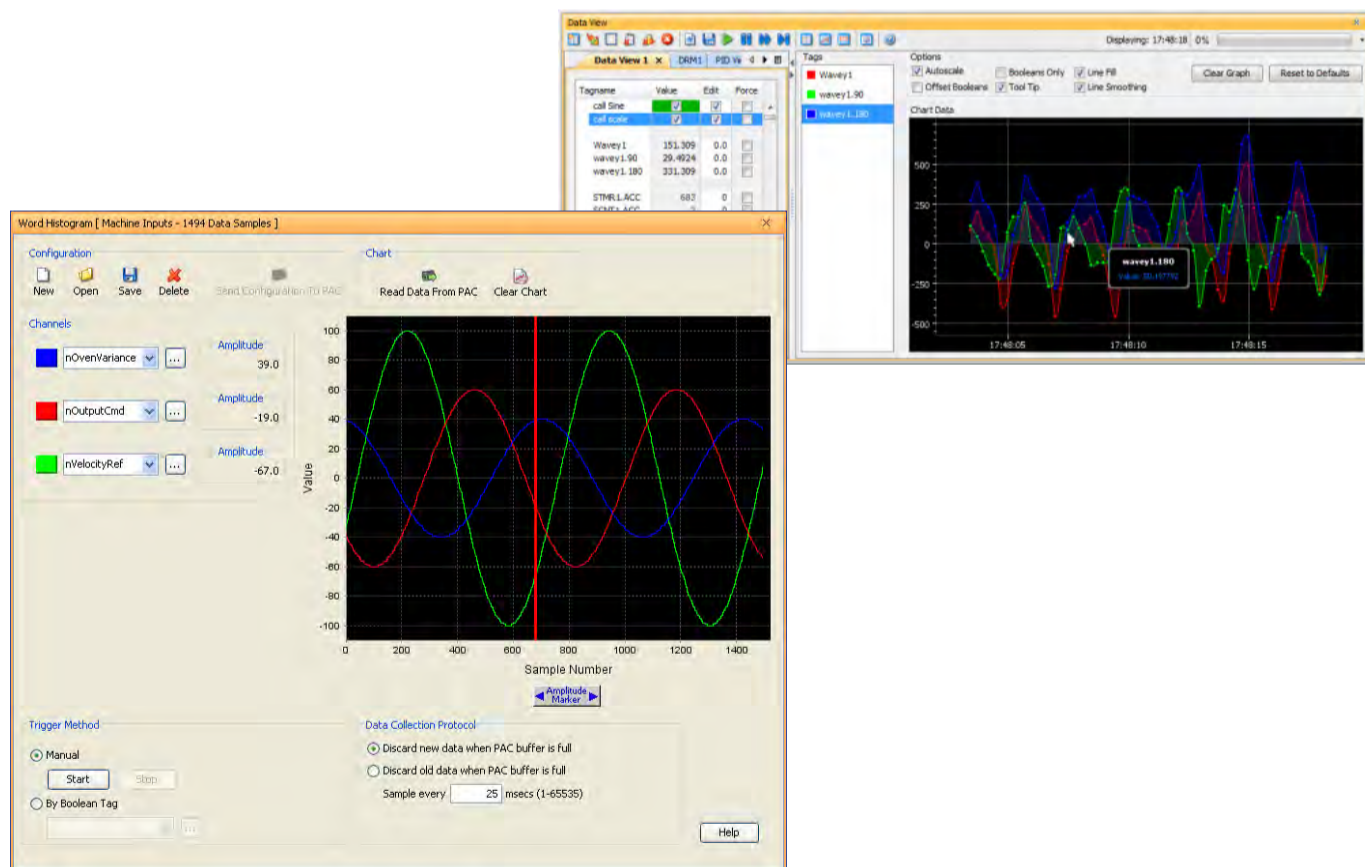 Data View
Displaying: 17:48:18 0%
Data View 1 × DRM1 PID
Tagname Value Edit Force
call Sine
call scale
Wavey1 151.309 0.0
wavey1.90 29.4924 0.0
wavey1.180 331.309 0.0
STMR1.ACC 683 0
Tags
Wavey1
wavey1.90
wavey1.180
Options
Autoscale Booleans Only Line Fill
Offset Booleans Tool Tip Line Smoothing
Clear Graph Reset to Defaults
Chart Data
500
250
0
-250
-500
wavey1.180
17:48:05 17:48:10 17:48:15
Word Histogram [ Machine Inputs - 1494 Data Samples ]
Configuration
New Open Save Delete Send Configuration To PAC
Chart
Read Data From PAC Clear Chart
Channels
nOvenVariance ...
Amplitude
39.0
nOutputCmd ...
Amplitude
-19.0
nVelocityRef ...
Amplitude
-67.0
Value
100
80
60
40
20
0
-20
-40
-60
-80
-100
0 200 400 600 800 1000 1200 1400
Sample Number
Amplitude
Marker
Trigger Method
Manual
Start Stop
By Boolean Tag
...
Data Collection Protocol
Discard new data when PAC buffer is full
Discard old data when PAC buffer is full
Sample every 25 msecs (1-65535)
Help